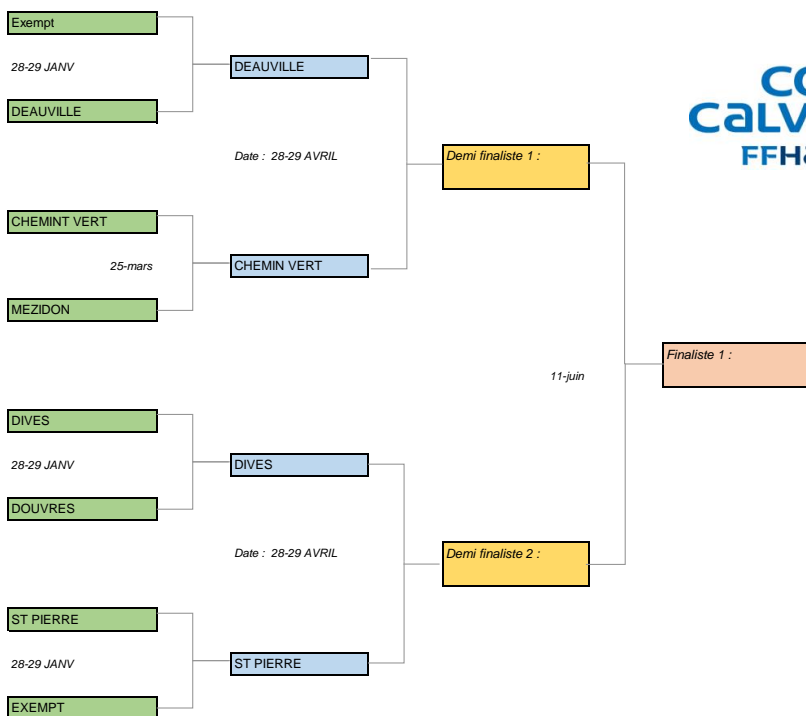 Exempt
28-29 JANV
DEAUVILLE
DEAUVILLE
Date : 28-29 AVRIL
Demi finaliste 1 :
CHEMINT VERT
25-mars
CHEMIN VERT
MEZIDON
11-juin
Finaliste 1 :
DIVES
28-29 JANV
DIVES
DOUVRES
Date : 28-29 AVRIL
Demi finaliste 2 :
ST PIERRE
28-29 JANV
ST PIERRE
EXEMPT